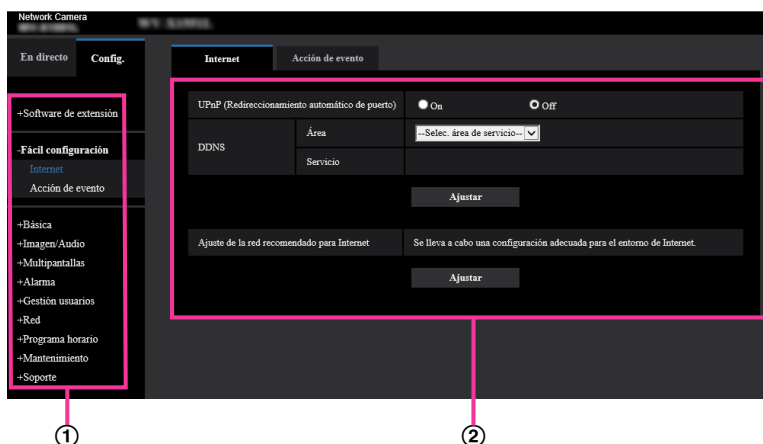 Network Camera
En directo
Config.
Internet
Acción de evento
+Software de extensión
-Fácil configuración
Internet
Acción de evento
+Básica
+Imagen/Audio
+Multipantallas
+Alarma
+Gestión usuarios
+Red
+Programa horario
+Mantenimiento
+Soporte
UPnP (Redireccionamiento automático de puerto)
On
Off
DDNS
Área
--Selec. área de servicio--
Servicio
Ajustar
Ajuste de la red recomendado para Internet
Se lleva a cabo una configuración adecuada para el entorno de Internet.
Ajustar
①
②